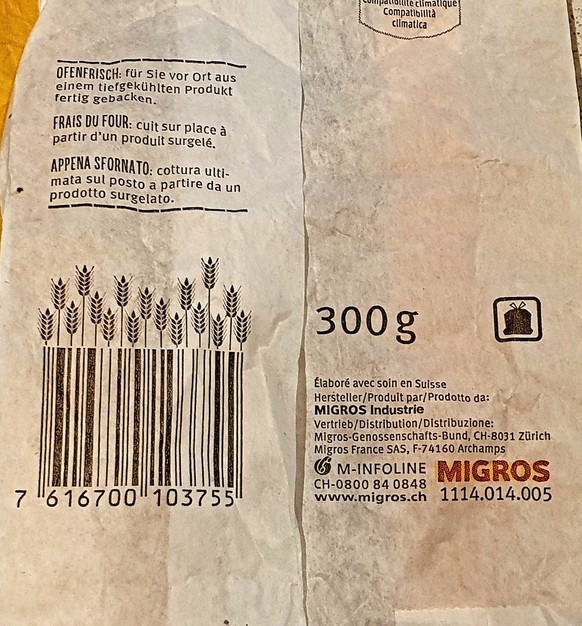 compatibilité climatique
Compatibilità
climatica
OFENFRISCH: für Sie vor Ort aus
einem tiefgekühlten Produkt
fertig gebacken.
FRAIS DU FOUR: cuit sur place à
partir d'un produit surgelé.
APPENA SFORNATO: cottura ulti-
mata sul posto a partire da un
prodotto surgelato.
300g
Élaboré avec soin en Suisse
Hersteller/Produit par/Prodotto da:
MIGROS Industrie
Vertrieb/Distribution/Distribuzione:
Migros-Genossenschafts-Bund, CH-8031 Zürich
Migros France SAS, F-74160 Archamps
M-INFOLINE MIGROS
CH-0800 84 0848
www.migros.ch 1114.014.005
7 616700 103755